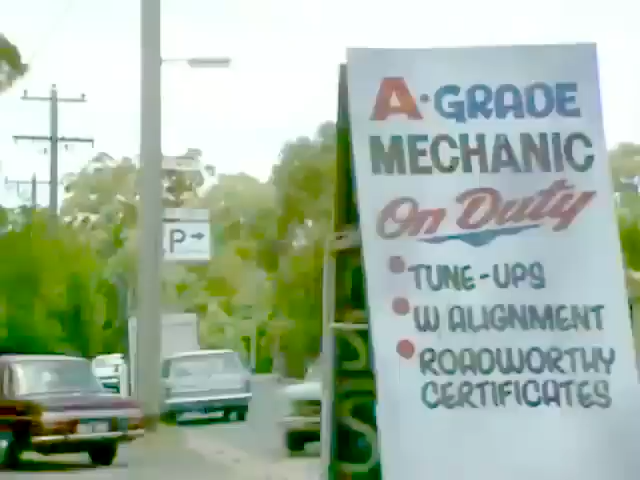 A·GRADE
MECHANIC
On Duty
TUNE-UPS
W ALIGNMENT
ROADWORTHY
CERTIFICATES
P